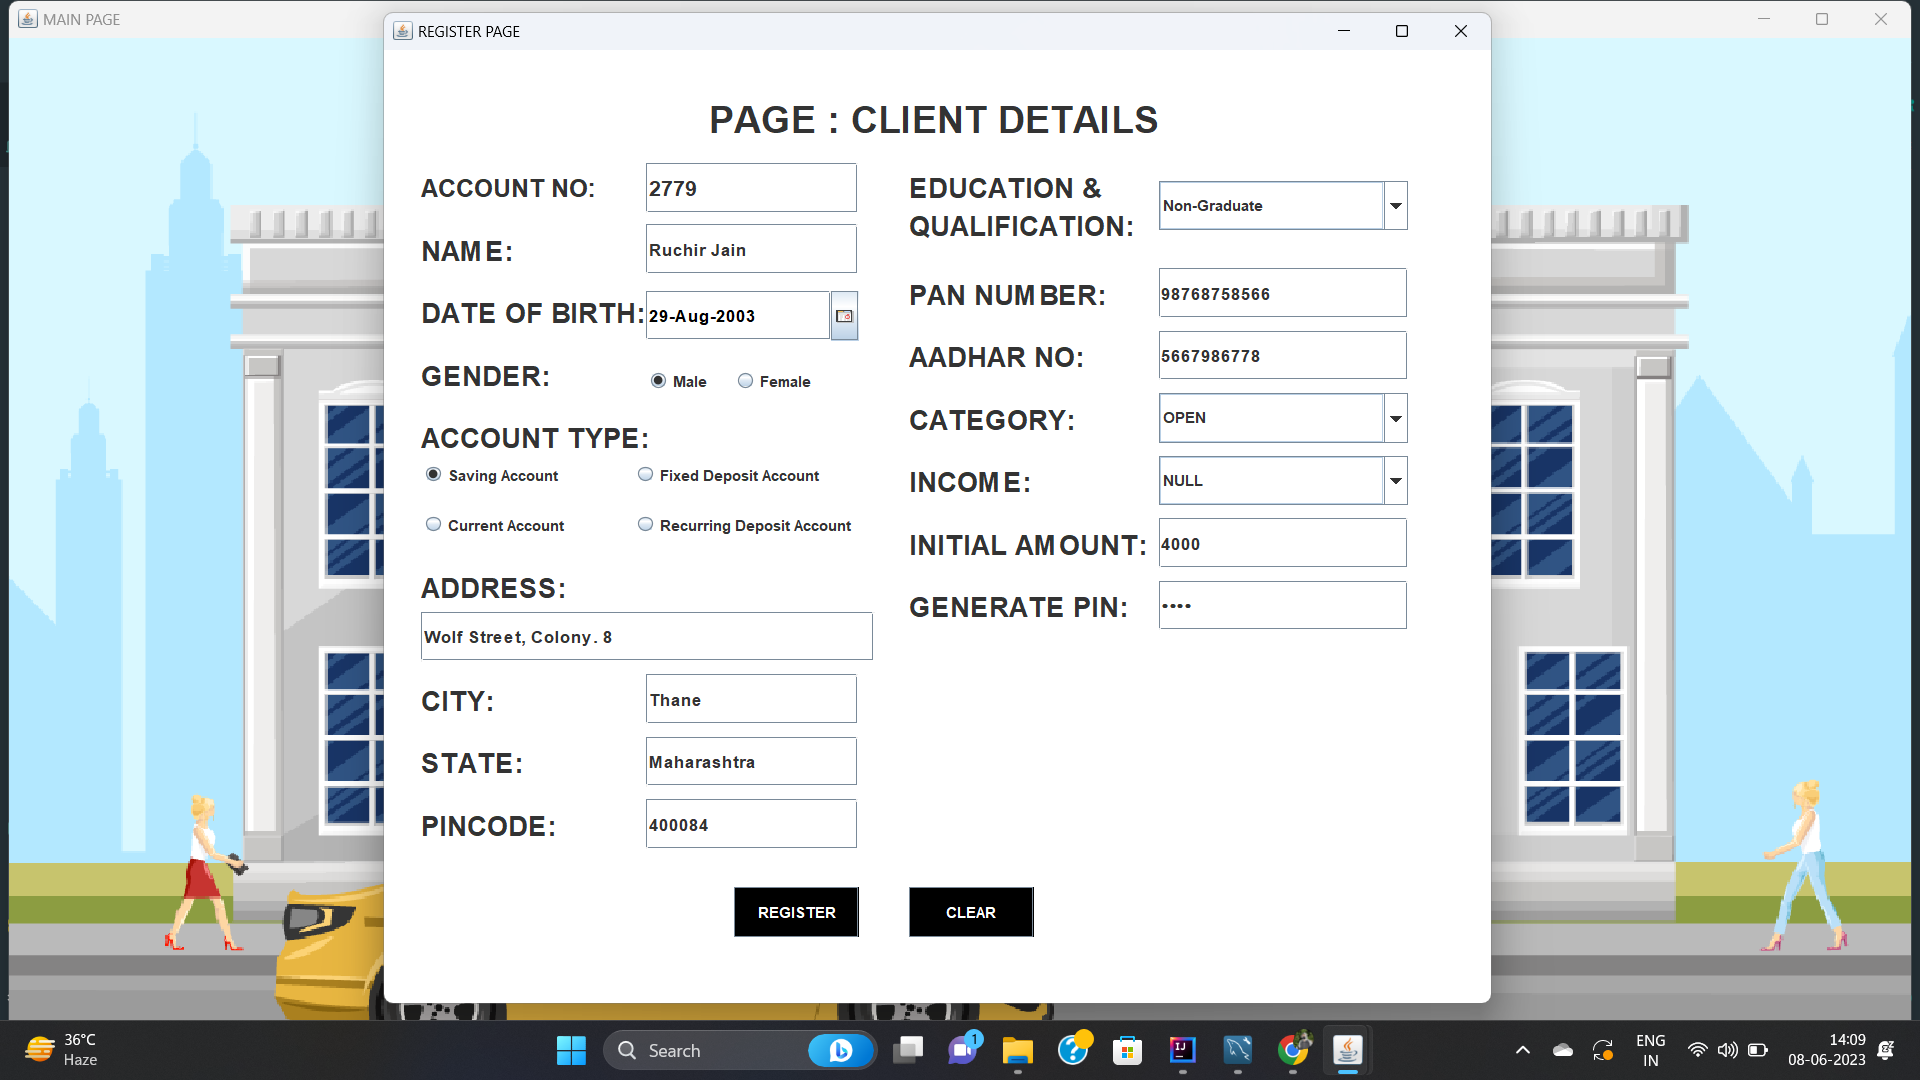 MAIN PAGE
REGISTER PAGE
PAGE : CLIENT DETAILS
ACCOUNT NO:
2779
NAME:
Ruchir Jain
DATE OF BIRTH:
29-Aug-2003
GENDER:
Male
Female
ACCOUNT TYPE:
Saving Account
Fixed Deposit Account
Current Account
Recurring Deposit Account
ADDRESS:
Wolf Street, Colony. 8
CITY:
Thane
STATE:
Maharashtra
PINCODE:
400084
EDUCATION &
QUALIFICATION:
Non-Graduate
PAN NUMBER:
98768758566
AADHAR NO:
5667986778
CATEGORY:
OPEN
INCOME:
NULL
INITIAL AMOUNT:
4000
GENERATE PIN:
••••
REGISTER
CLEAR
36°C
Haze
Search
1
IJ
ENG
IN
14:09
08-06-2023